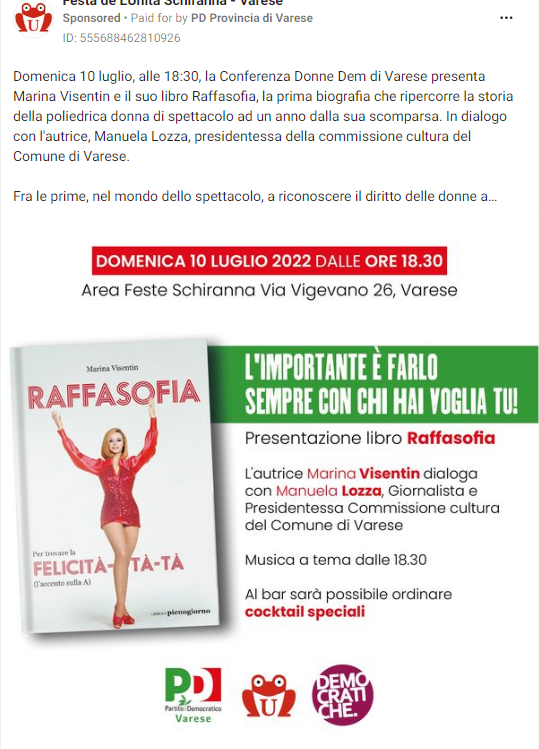 Festa de L'Unità Schiranna - Varese
Sponsored • Paid for by PD Provincia di Varese
ID: 555688462810926
Domenica 10 luglio, alle 18:30, la Conferenza Donne Dem di Varese presenta
Marina Visentin e il suo libro Raffasofia, la prima biografia che ripercorre la storia
della poliedrica donna di spettacolo ad un anno dalla sua scomparsa. In dialogo
con l'autrice, Manuela Lozza, presidentessa della commissione cultura del
Comune di Varese.
Fra le prime, nel mondo dello spettacolo, a riconoscere il diritto delle donne a...
DOMENICA 10 LUGLIO 2022 DALLE ORE 18.30
Area Feste Schiranna Via Vigevano 26, Varese
Marina Visentin
RAFFASOFIA
Per trovare la
FELICITÀ-TÀ-TÀ
(l'accento sulla A)
LIBRERIA pienogiorno
L'IMPORTANTE È FARLO
SEMPRE CON CHI HAI VOGLIA TU!
Presentazione libro Raffasofia
L'autrice Marina Visentin dialoga
con Manuela Lozza, Giornalista e
Presidentessa Commissione cultura
del Comune di Varese
Musica a tema dalle 18.30
Al bar sarà possibile ordinare
cocktail speciali
PD
Partito Democratico
Varese
U
DEMO
CRATI
CHE.